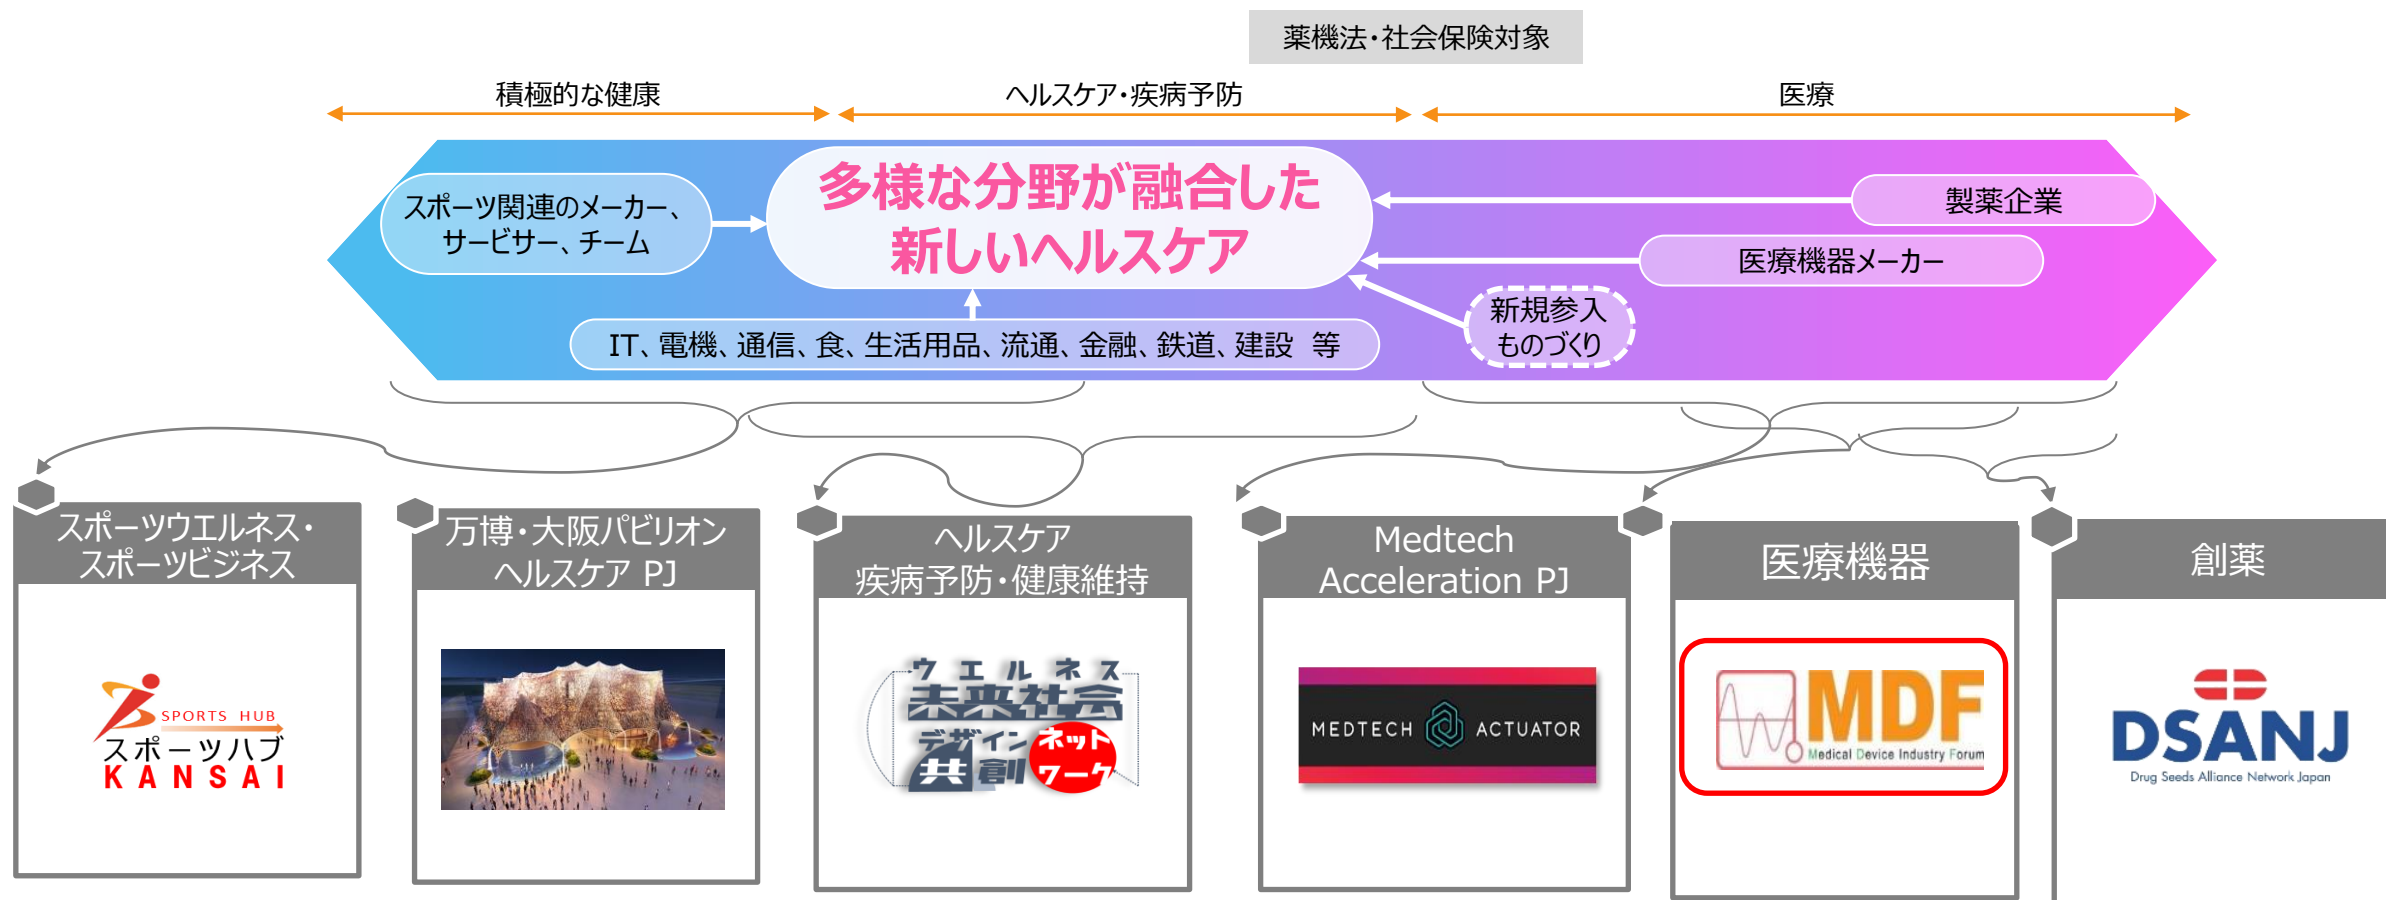 薬機法・社会保険対象
積極的な健康
ヘルスケア・疾病予防
医療
スポーツ関連のメーカー、
サービサー、チーム
多様な分野が融合した
新しいヘルスケア
製薬企業
医療機器メーカー
新規参入
ものづくり
IT、電機、通信、食、生活用品、流通、金融、鉄道、建設 等
スポーツウエルネス・
スポーツビジネス
SPORTS HUB
スポーツハブ
KANSAI
万博・大阪パビリオン
ヘルスケア PJ
ヘルスケア
疾病予防・健康維持
ウエルネス
未来社会
デザイン
共創
ネット
ワーク
Medtech
Acceleration PJ
MEDTECH ACTUATOR
医療機器
MDF
Medical Device Industry Forum
創薬
DSANJ
Drug Seeds Alliance Network Japan